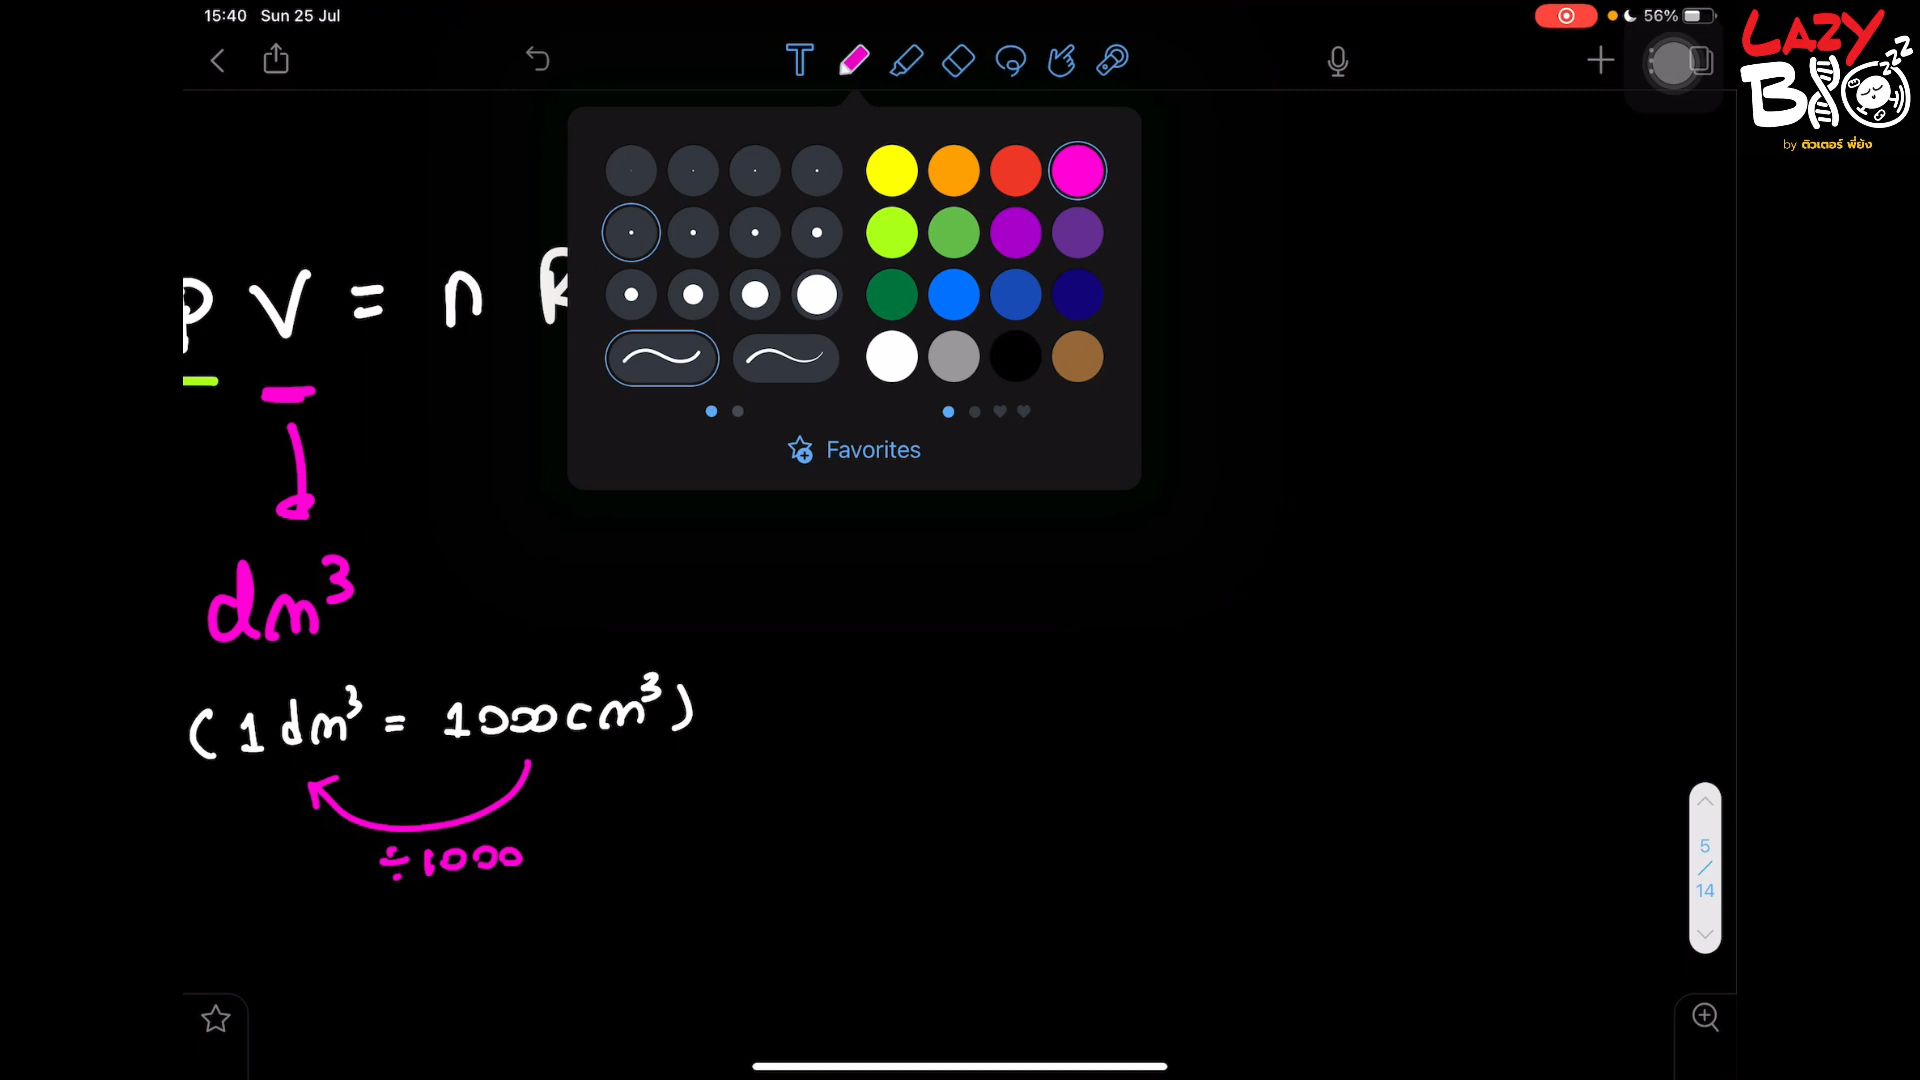 15:40 Sun 25 Jul
56%
LAZY
BIO
zzz
by ติวเตอร์ พี่ยัง
T
P V = n R
Favorites
dm³
( 1 dm³ = 1000 cm³ )
÷1000
5
/
14